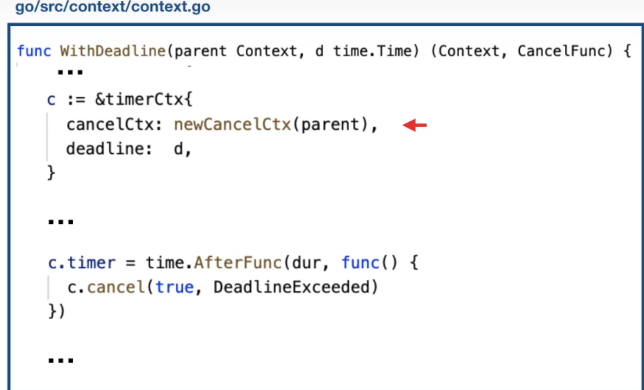 go/src/context/context.go
func WithDeadline(parent Context, d time.Time) (Context, CancelFunc) {
...
c := &timerCtx{
cancelCtx: newCancelCtx(parent),
deadline:  d,
}
...
c.timer = time.AfterFunc(dur, func() {
c.cancel(true, DeadlineExceeded)
})
...